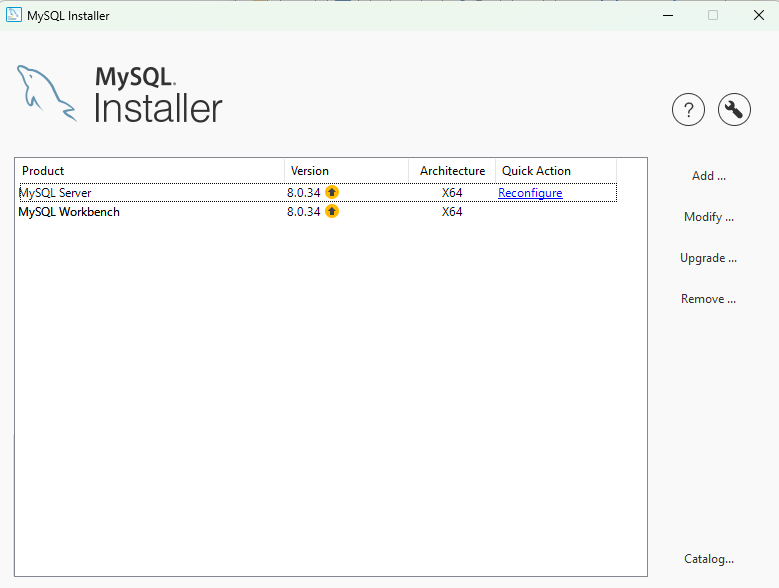 MySQL Installer
MySQL.
Installer
?
Product Version Architecture Quick Action
MySQL Server 8.0.34 X64 Reconfigure
MySQL Workbench 8.0.34 X64
Add ...
Modify ...
Upgrade ...
Remove ...
Catalog...